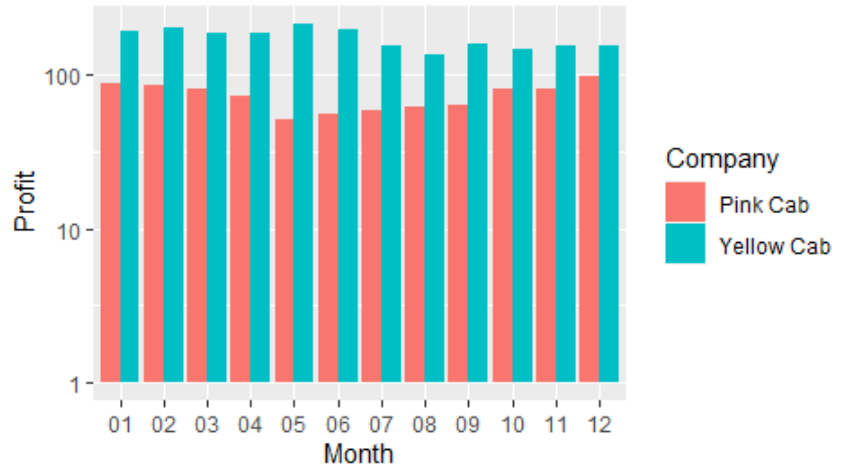 100
10
1
Profit
01 02 03 04 05 06 07 08 09 10 11 12
Month
Company
Pink Cab
Yellow Cab